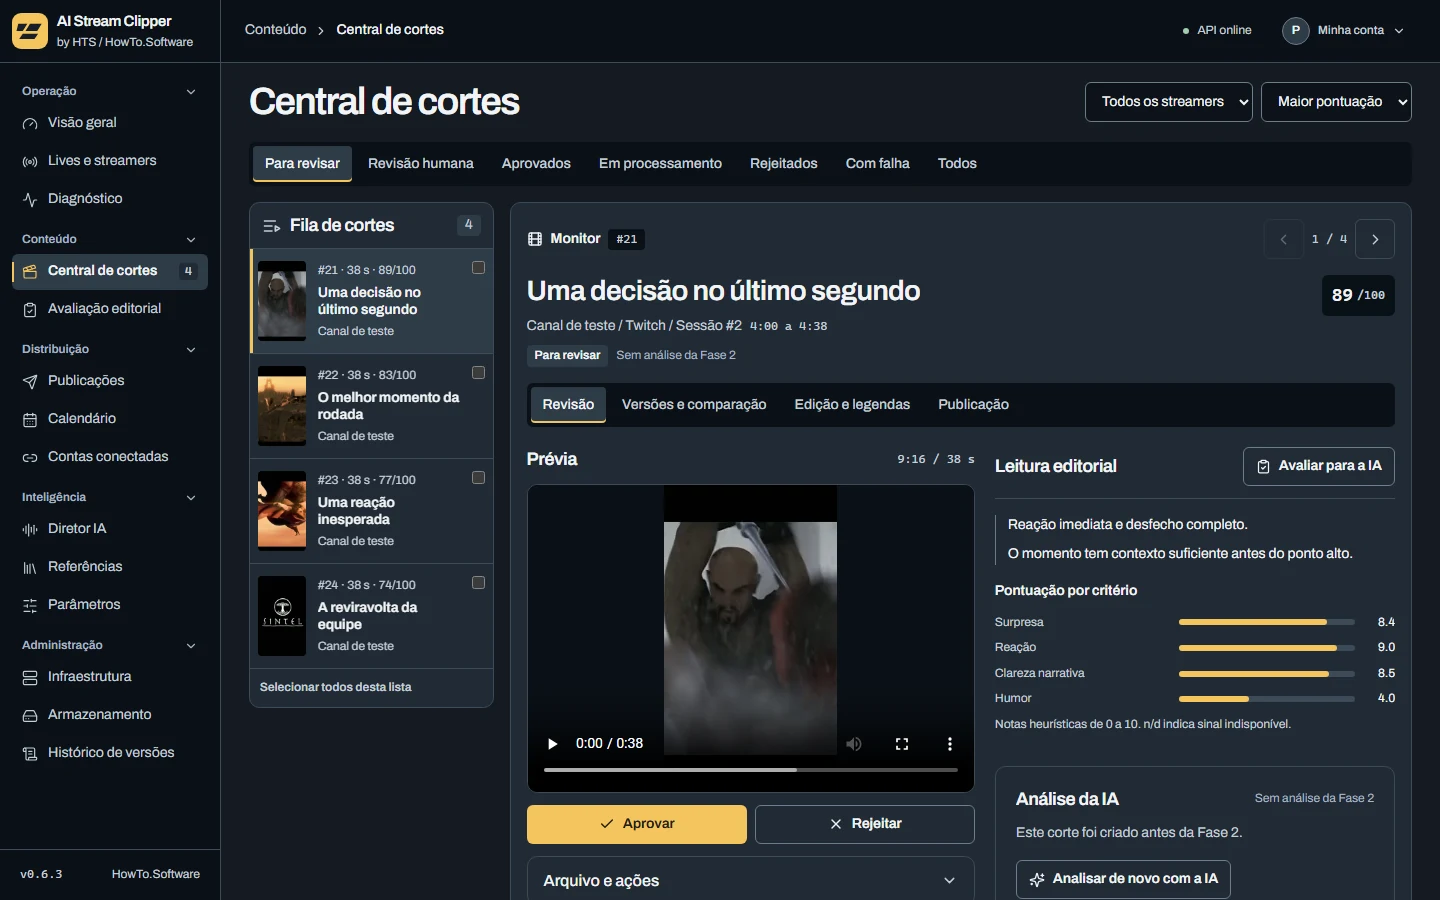 AI Stream Clipper
by HTS / HowTo.Software
Operação
Visão geral
Lives e streamers
Diagnóstico
Conteúdo
Central de cortes 4
Avaliação editorial
Distribuição
Publicações
Calendário
Contas conectadas
Inteligência
Diretor IA
Referências
Parâmetros
Administração
Infraestrutura
Armazenamento
Histórico de versões
v0.6.3 HowTo.Software
Conteúdo > Central de cortes
API online
P Minha conta
Central de cortes
Todos os streamers
Maior pontuação
Para revisar Revisão humana Aprovados Em processamento Rejeitados Com falha Todos
Fila de cortes 4
#21 · 38 s · 89/100
Uma decisão no
último segundo
Canal de teste
#22 · 38 s · 83/100
O melhor momento da
rodada
Canal de teste
#23 · 38 s · 77/100
Uma reação
inesperada
Canal de teste
SINTEL
#24 · 38 s · 74/100
A reviravolta da
equipe
Canal de teste
Selecionar todos desta lista
Monitor #21
1 / 4
Uma decisão no último segundo
89 /100
Canal de teste / Twitch / Sessão #2 4:00 a 4:38
Para revisar Sem análise da Fase 2
Revisão Versões e comparação Edição e legendas Publicação
Prévia 9:16 / 38 s
0:00 / 0:38
Aprovar
Rejeitar
Arquivo e ações
Leitura editorial
Avaliar para a IA
Reação imediata e desfecho completo.
O momento tem contexto suficiente antes do ponto alto.
Pontuação por critério
Surpresa 8.4
Reação 9.0
Clareza narrativa 8.5
Humor 4.0
Notas heurísticas de 0 a 10. n/d indica sinal indisponível.
Análise da IA
Sem análise da Fase 2
Este corte foi criado antes da Fase 2.
Analisar de novo com a IA